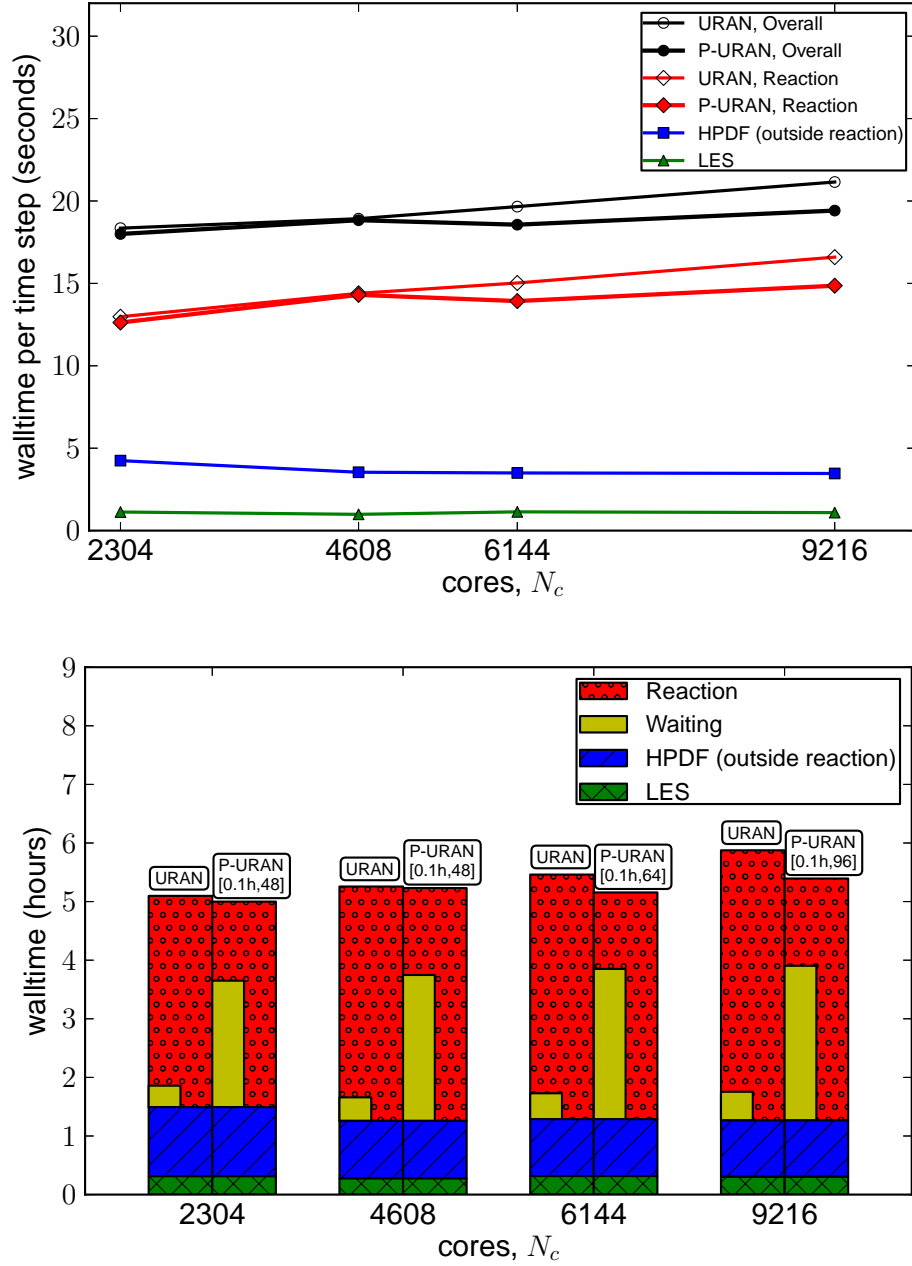 30
25
20
15
10
5
0
walltime per time step (seconds)
URAN, Overall
P-URAN, Overall
URAN, Reaction
P-URAN, Reaction
HPDF (outside reaction)
LES
2304 4608 6144 9216
cores, N_c
9
8
7
6
5
4
3
2
1
0
walltime (hours)
Reaction
Waiting
HPDF (outside reaction)
LES
URAN
P-URAN
[0.1h,48]
URAN
P-URAN
[0.1h,48]
URAN
P-URAN
[0.1h,64]
URAN
P-URAN
[0.1h,96]
2304 4608 6144 9216
cores, N_c